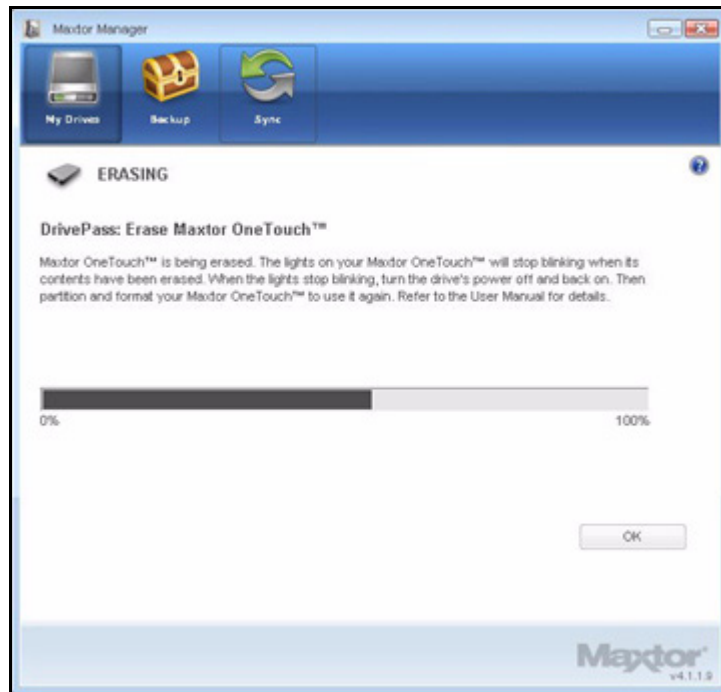 Maxtor Manager
My Drives
Backup
Sync
ERASING
DrivePass: Erase Maxtor OneTouch™
Maxtor OneTouch™ is being erased. The lights on your Maxtor OneTouch™ will stop blinking when its
contents have been erased. When the lights stop blinking, turn the drive's power off and back on. Then
partition and format your Maxtor OneTouch™ to use it again. Refer to the User Manual for details.
0%
100%
OK
Maxtor
v4.1.1.9